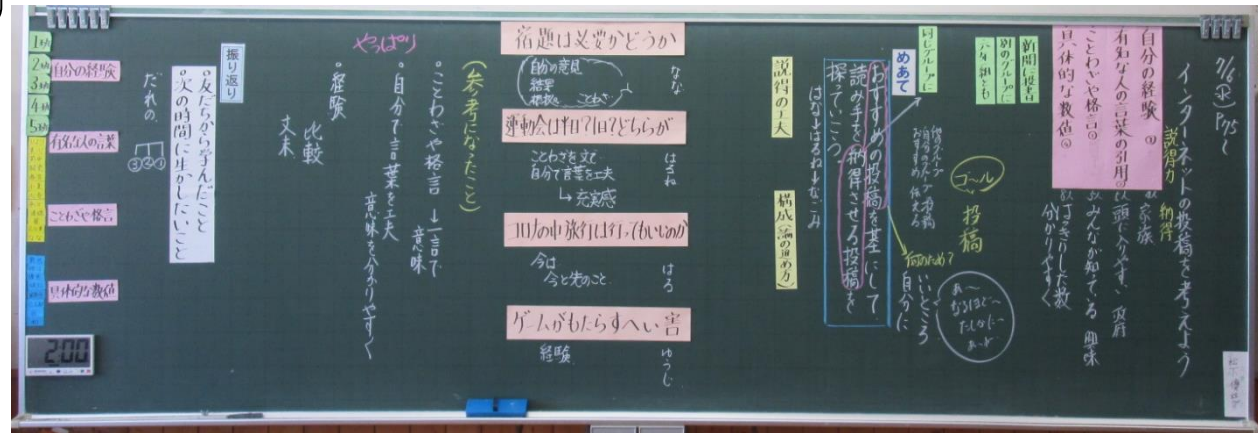 7/6(水) P75〜
インターネットの投稿を考えよう
説得力
納得
自分の経験
有名な人の言葉の引用
ことわざや格言
具体的な数値
家族
頭で入りやすい 政府
みんなが知っている 興味
はっきりした数
分かりやすく
新聞に投書
別のグループに
同じグループに
ゴール
投稿
あ〜
なるほど〜
たしかに〜
何のため?
いいところ
自分に
めあて
おすすめの投稿を基にして
読み手を納得させる投稿を
探っていこう。
はな→はるね→なごみ
説得の工夫
宿題は必要かどうか
自分の意見
結果
なな
運動会は半日?1日?どちらが
ことわざを文で
自分で言葉を工夫
→充実感
はるね
コロナの中旅行は行ってもいいのか
今は
今と先のこと
はる
ゲームがもたらすへい害
経験
ゆうじ
(参考になったこと)
・ことわざや格言→一言で
意味
・自分で言葉を工夫
意味を分かりやすく
やっぱり
・経験
比較
文末
振り返り
。友だちから学んだこと
。次の時間に生かしたいこと
だれの
③②①
自分の経験
有名な人の言葉
ことわざや格言
具体的な数値
2:00